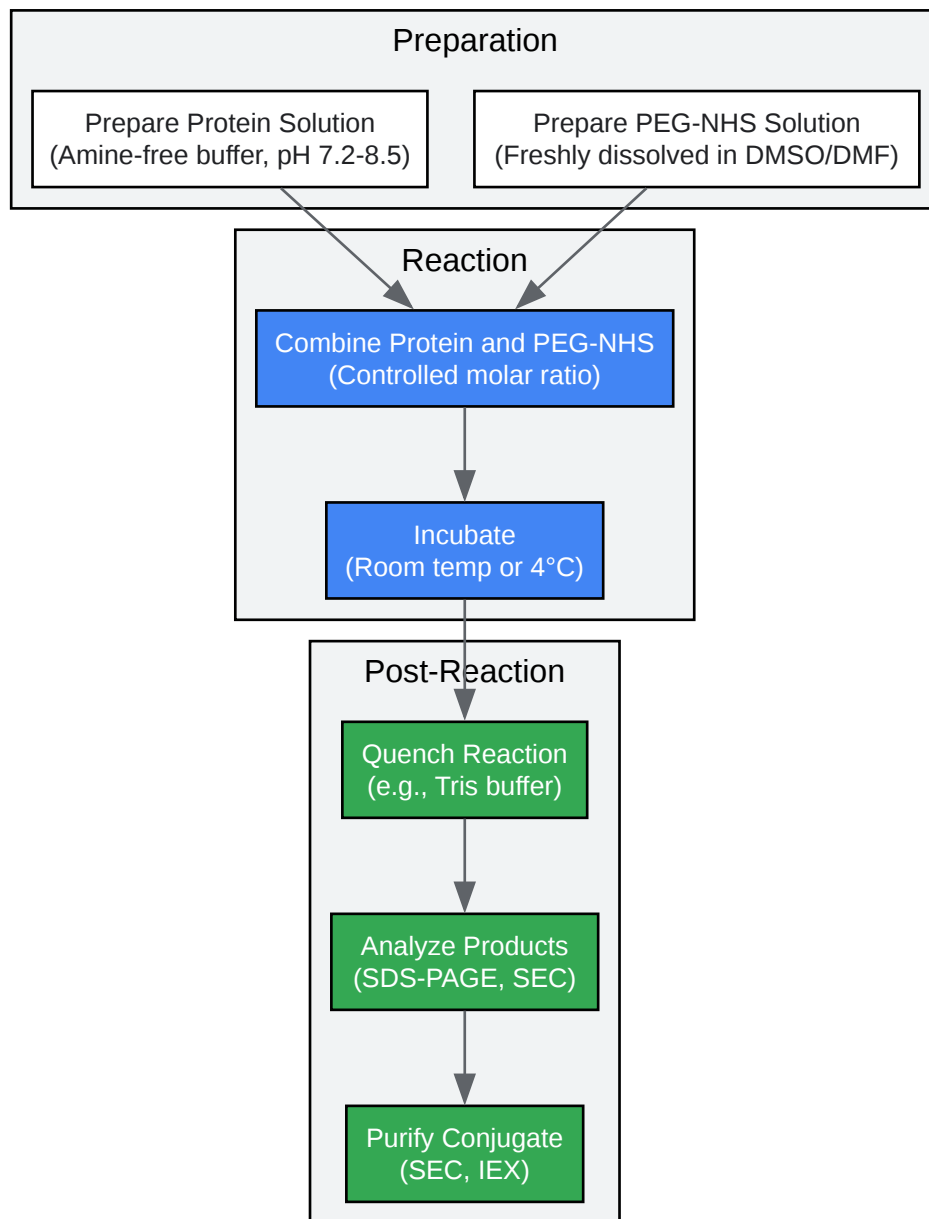 Preparation
Prepare Protein Solution
(Amine-free buffer, pH 7.2-8.5)
Prepare PEG-NHS Solution
(Freshly dissolved in DMSO/DMF)
Reaction
Combine Protein and PEG-NHS
(Controlled molar ratio)
Incubate
(Room temp or 4°C)
Post-Reaction
Quench Reaction
(e.g., Tris buffer)
Analyze Products
(SDS-PAGE, SEC)
Purify Conjugate
(SEC, IEX)